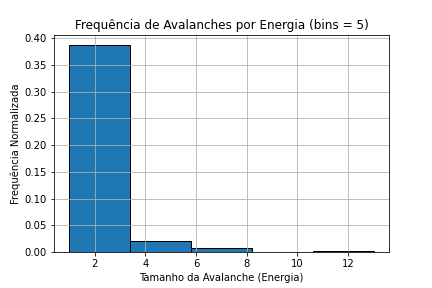 Frequência de Avalanches por Energia (bins = 5)
Frequência Normalizada
0.40
0.35
0.30
0.25
0.20
0.15
0.10
0.05
0.00
2 4 6 8 10 12
Tamanho da Avalanche (Energia)